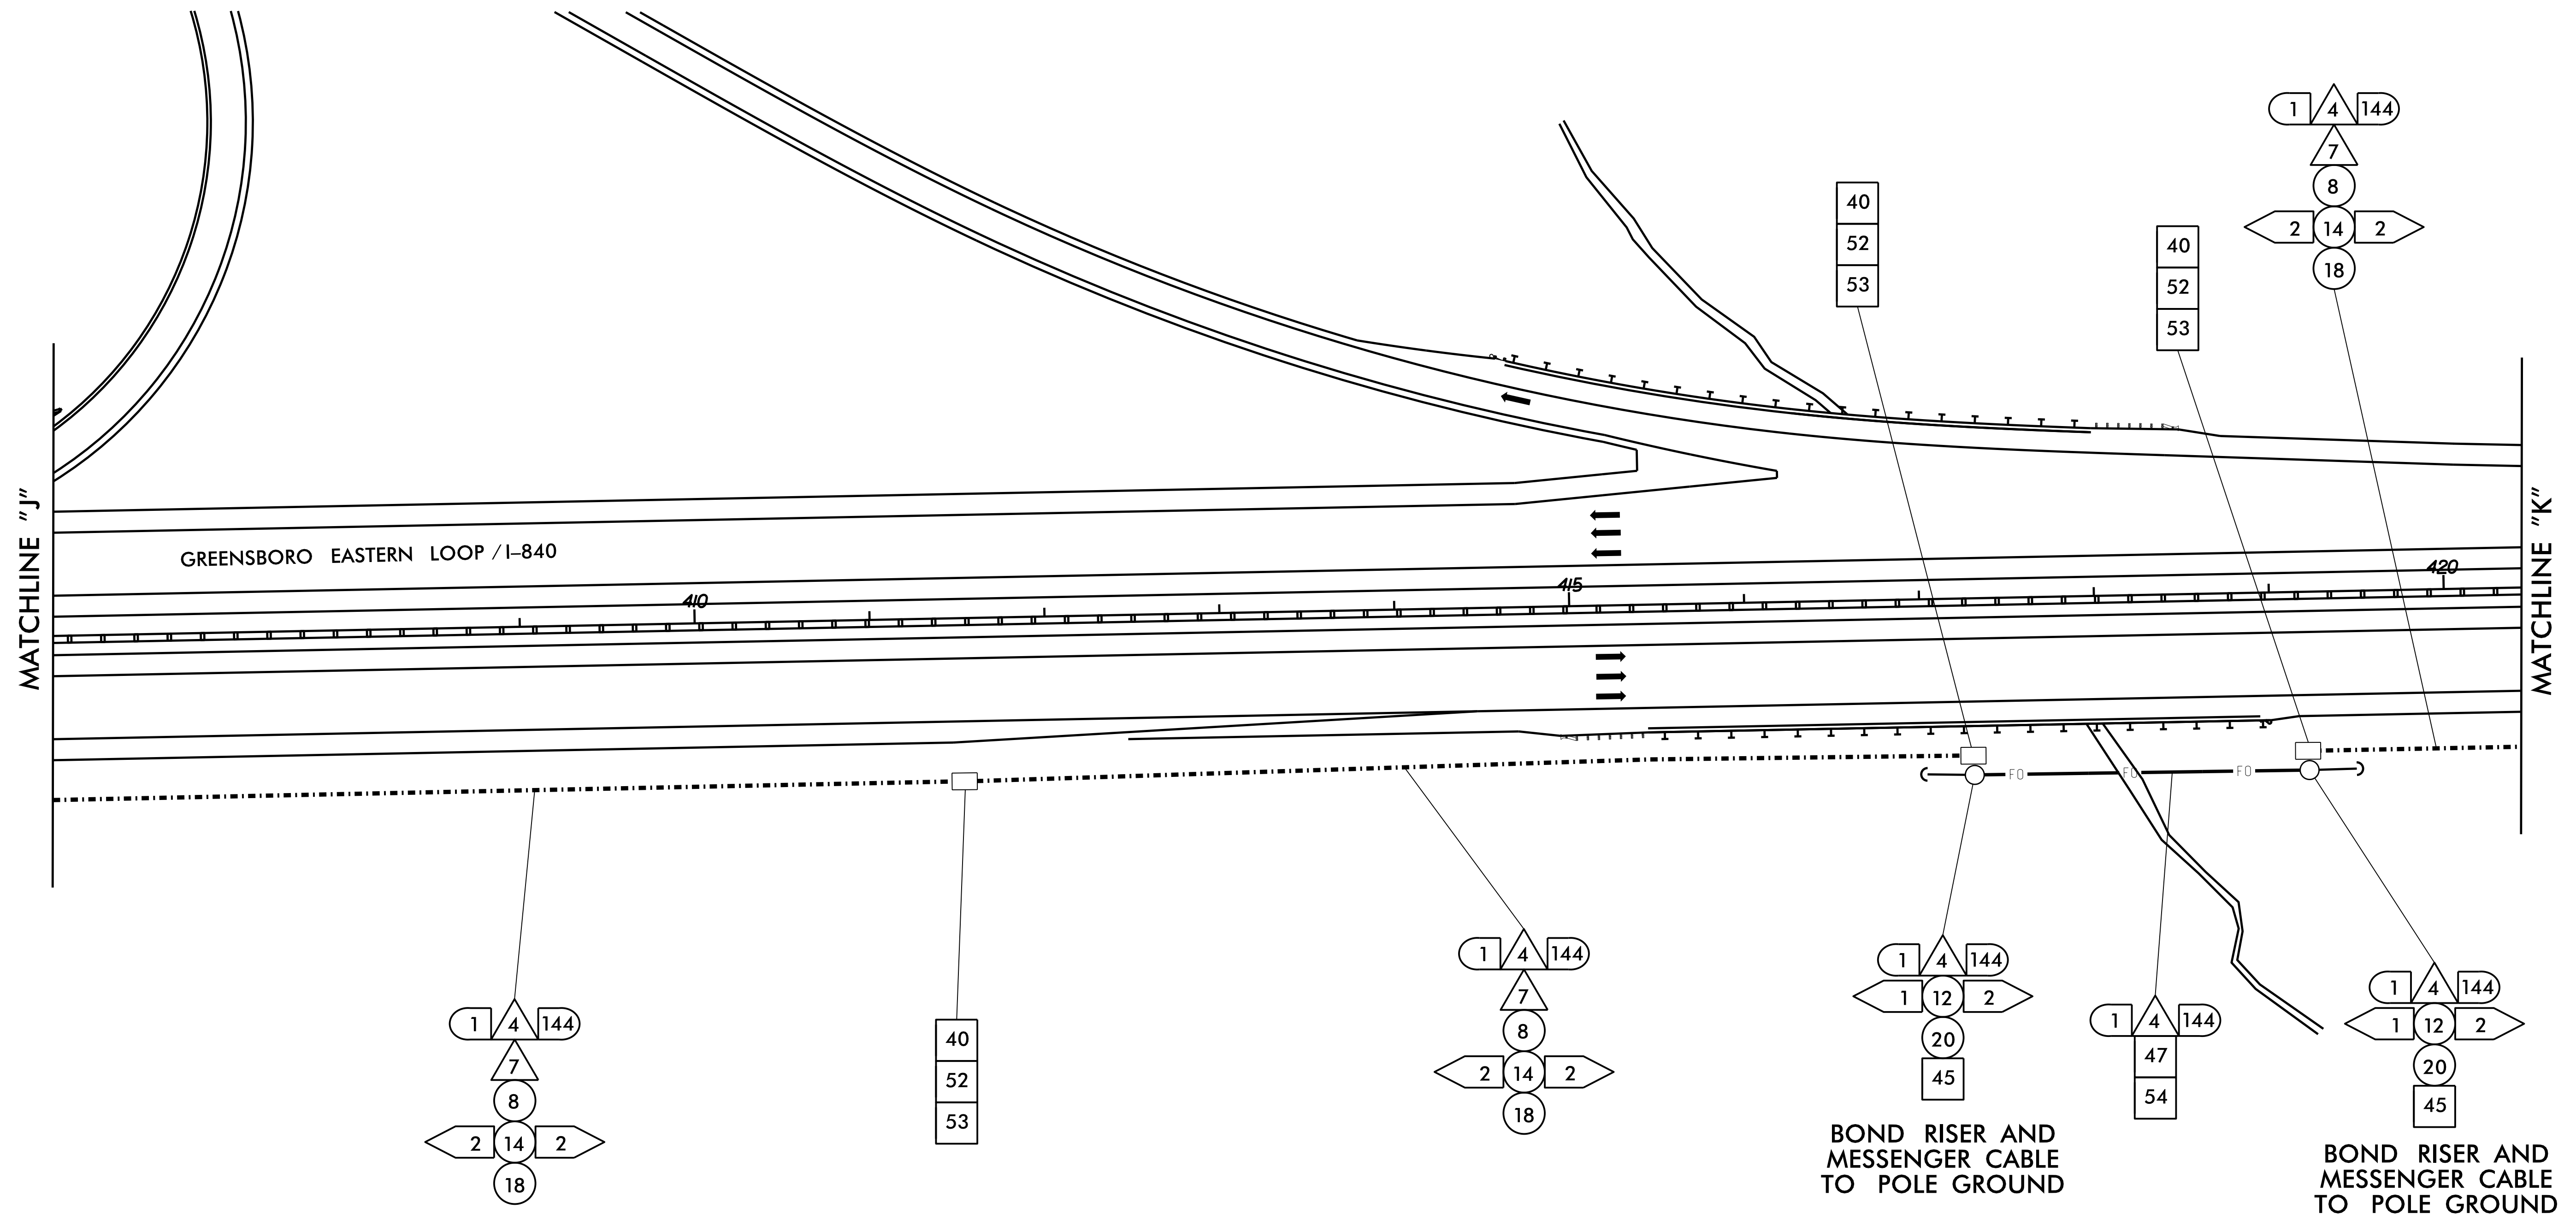 1 4 144
7
8
2 14 2
18
40
52
53
40
52
53
MATCHLINE "J"
MATCHLINE "K"
GREENSBORO EASTERN LOOP / I-840
410
415
420
FO FO FO
1 4 144
7
8
2 14 2
18
40
52
53
1 4 144
7
8
2 14 2
18
1 4 144
1 12 2
20
45
BOND RISER AND
MESSENGER CABLE
TO POLE GROUND
1 4 144
47
54
1 4 144
1 12 2
20
45
BOND RISER AND
MESSENGER CABLE
TO POLE GROUND